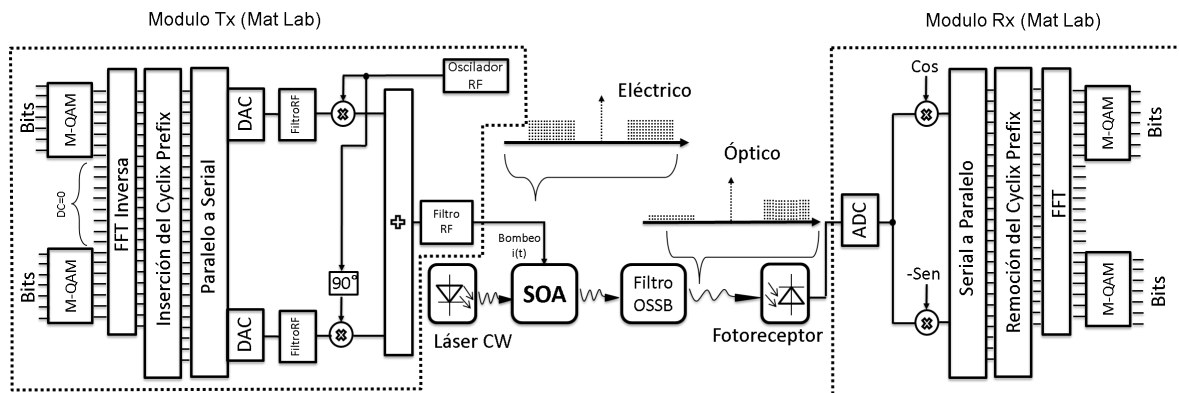 Modulo Tx (Mat Lab)
Modulo Rx (Mat Lab)
Bits
M-QAM
DC=0
Bits
M-QAM
FFT Inversa
Inserción del Cyclix Prefix
Paralelo a Serial
DAC
FiltroRF
Oscilador
RF
90°
DAC
FiltroRF
Filtro
RF
Eléctrico
Óptico
Bombeo
i(t)
Láser CW
SOA
Filtro
OSSB
Fotoreceptor
ADC
Cos
-Sen
Serial a Paralelo
Remoción del Cyclix Prefix
FFT
M-QAM
Bits
M-QAM
Bits